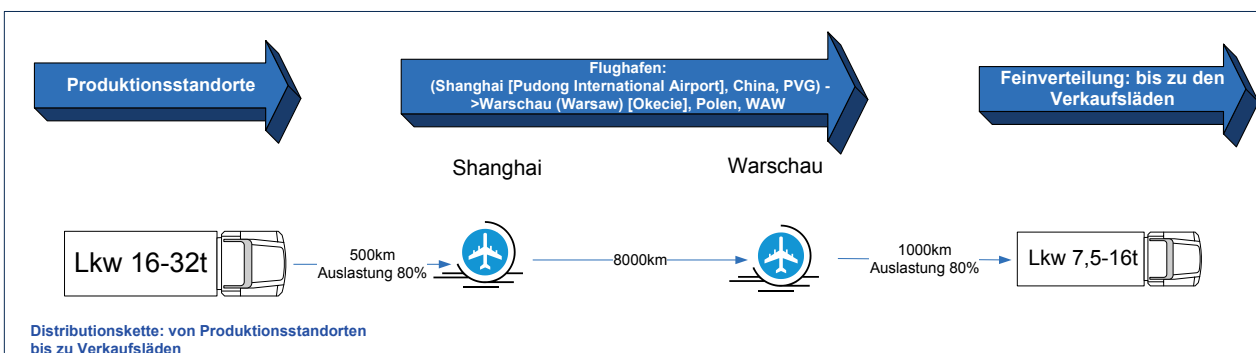 Produktionsstandorte
Flughafen:
(Shanghai [Pudong International Airport], China, PVG) -
>Warschau (Warsaw) [Okecie], Polen, WAW
Feinverteilung: bis zu den
Verkaufsläden
Shanghai
Warschau
Lkw 16-32t
500km
Auslastung 80%
8000km
1000km
Auslastung 80%
Lkw 7,5-16t
Distributionskette: von Produktionsstandorten
bis zu Verkaufsläden